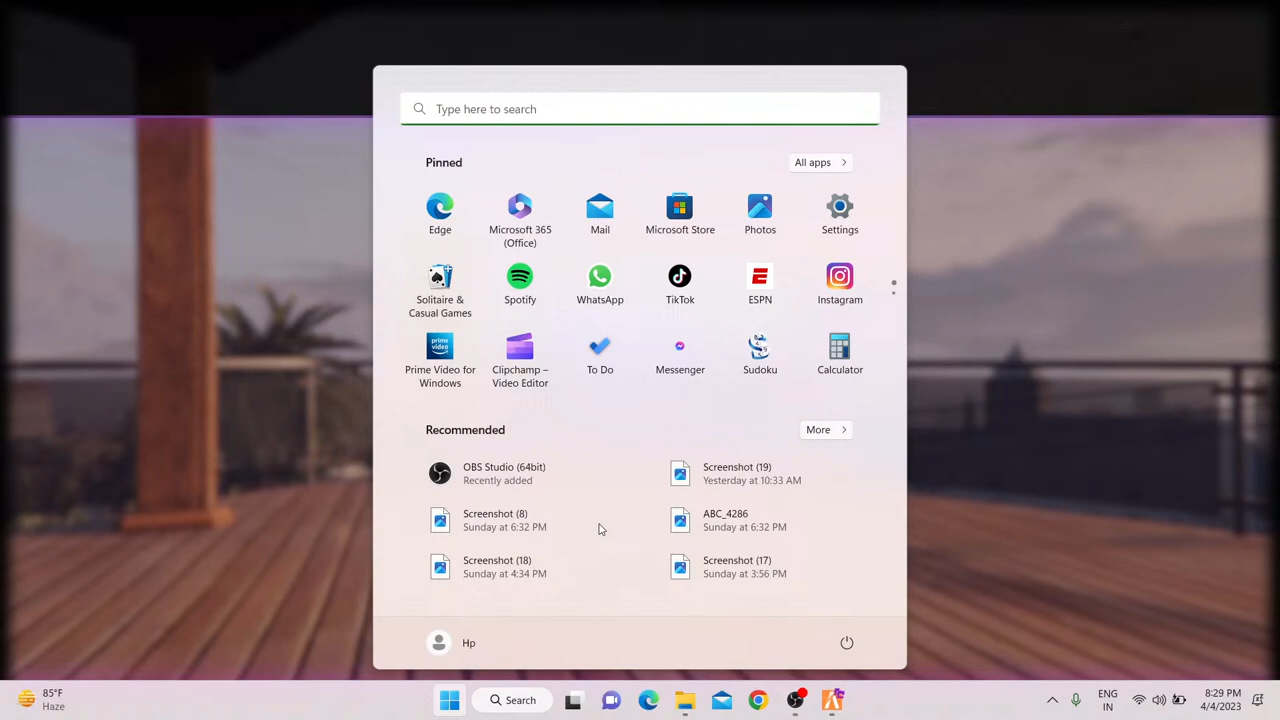 Type here to search
Pinned
All apps
Edge
Microsoft 365
(Office)
Mail
Microsoft Store
Photos
Settings
Solitaire &
Casual Games
Spotify
WhatsApp
TikTok
ESPN
Instagram
prime
video
Prime Video for
Windows
Clipchamp –
Video Editor
To Do
Messenger
Sudoku
Calculator
Recommended
More
OBS Studio (64bit)
Recently added
Screenshot (19)
Yesterday at 10:33 AM
Screenshot (8)
Sunday at 6:32 PM
ABC_4286
Sunday at 6:32 PM
Screenshot (18)
Sunday at 4:34 PM
Screenshot (17)
Sunday at 3:56 PM
Hp
85°F
Haze
Search
ENG
IN
8:29 PM
4/4/2023